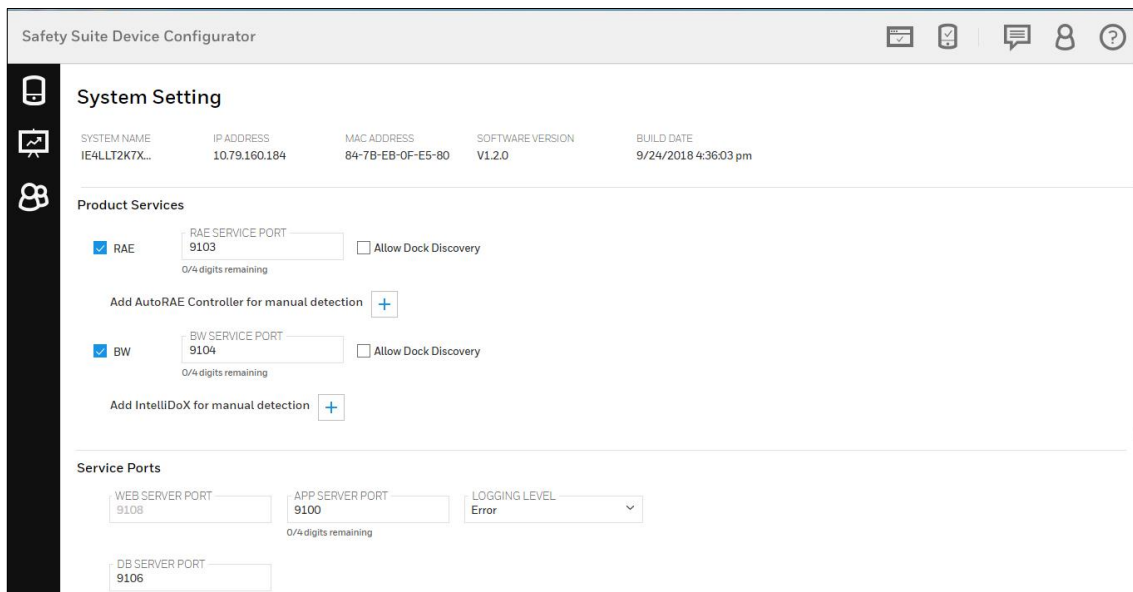 Safety Suite Device Configurator
System Setting
SYSTEM NAME IP ADDRESS MAC ADDRESS SOFTWARE VERSION BUILD DATE
IE4LLT2K7X... 10.79.160.184 84-7B-EB-0F-E5-80 V1.2.0 9/24/2018 4:36:03 pm
Product Services
RAE SERVICE PORT
RAE 9103 Allow Dock Discovery
0/4 digits remaining
Add AutoRAE Controller for manual detection +
BW SERVICE PORT
BW 9104 Allow Dock Discovery
0/4 digits remaining
Add IntelliDoX for manual detection +
Service Ports
WEB SERVER PORT APP SERVER PORT LOGGING LEVEL
9108 9100 Error
0/4 digits remaining
DB SERVER PORT
9106